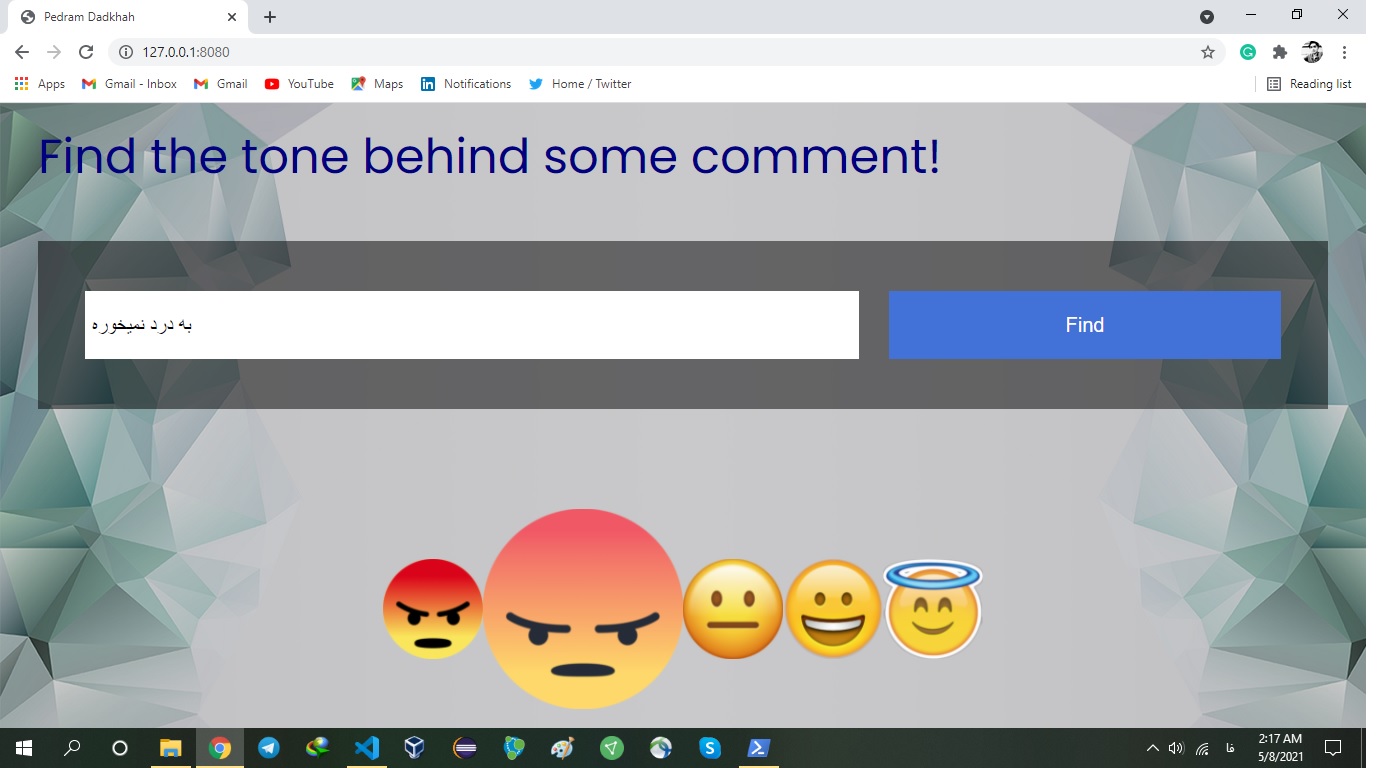 Pedram Dadkhah
127.0.0.1:8080
Apps
Gmail - Inbox
Gmail
YouTube
Maps
Notifications
Home / Twitter
Reading list
Find the tone behind some comment!
به درد نمیخوره
Find
فا
2:17 AM
5/8/2021